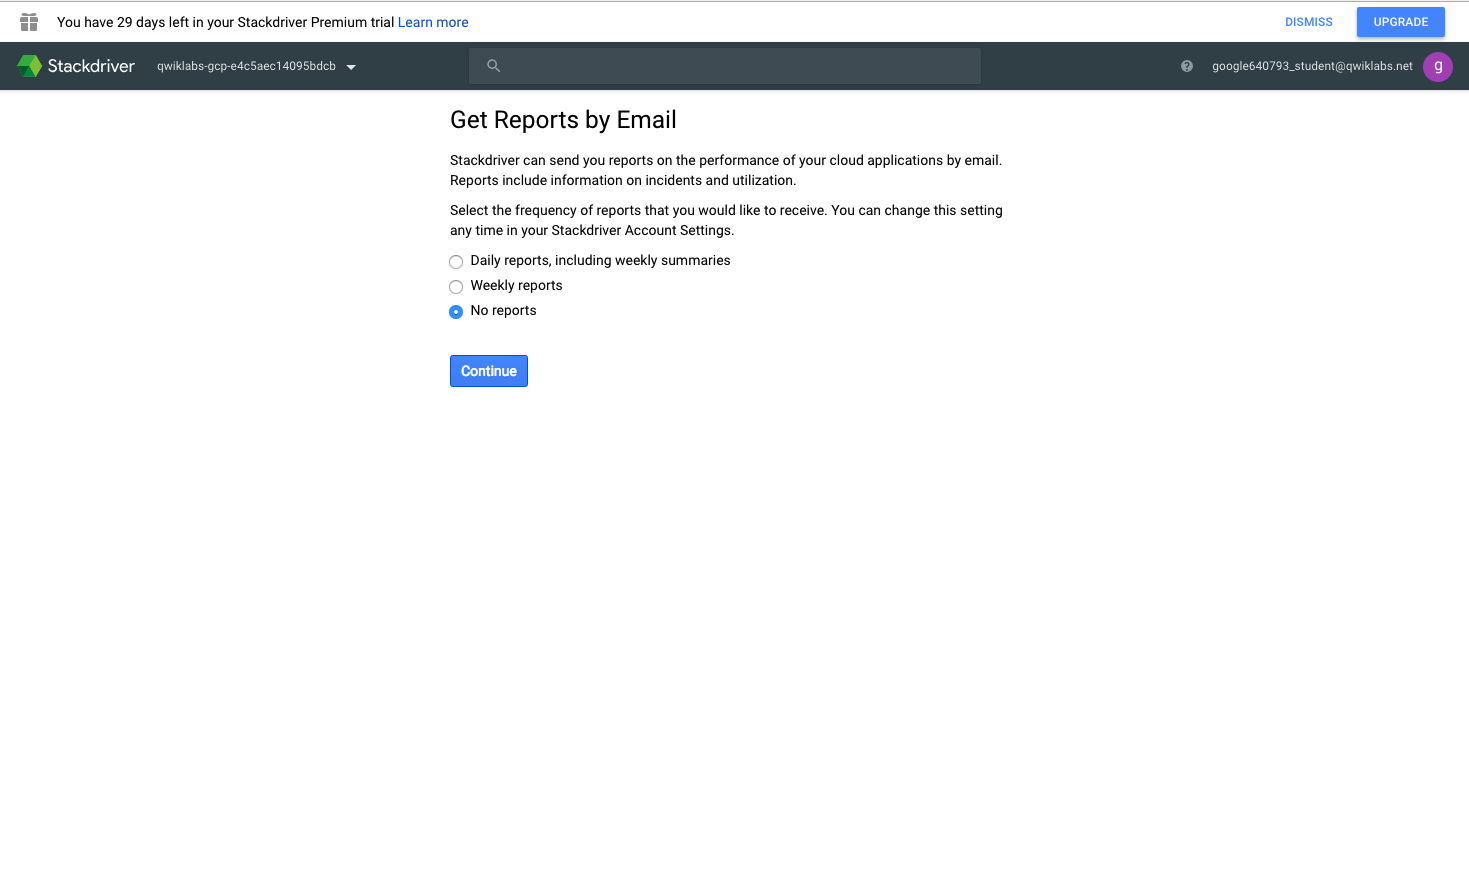 You have 29 days left in your Stackdriver Premium trial Learn more
DISMISS
UPGRADE
Stackdriver
qwiklabs-gcp-e4c5aec14095bdcb
?
google640793_student@qwiklabs.net
g
Get Reports by Email
Stackdriver can send you reports on the performance of your cloud applications by email.
Reports include information on incidents and utilization.
Select the frequency of reports that you would like to receive. You can change this setting
any time in your Stackdriver Account Settings.
Daily reports, including weekly summaries
Weekly reports
No reports
Continue